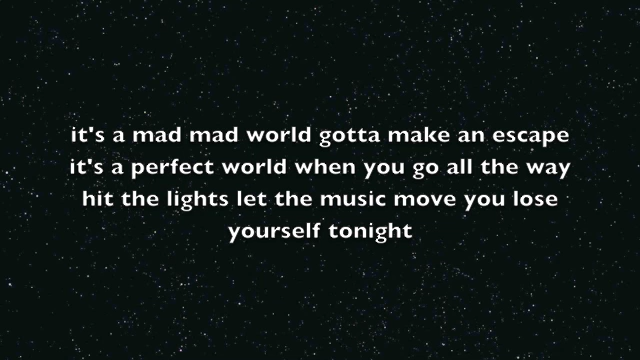 it's a mad mad world gotta make an escape
it's a perfect world when you go all the way
hit the lights let the music move you lose
yourself tonight